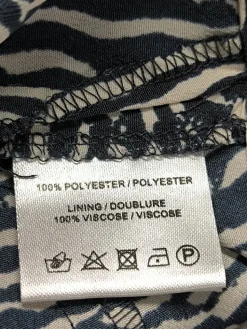 100% POLYESTER / POLYESTER
LINING / DOUBLURE
100% VISCOSE / VISCOSE
P